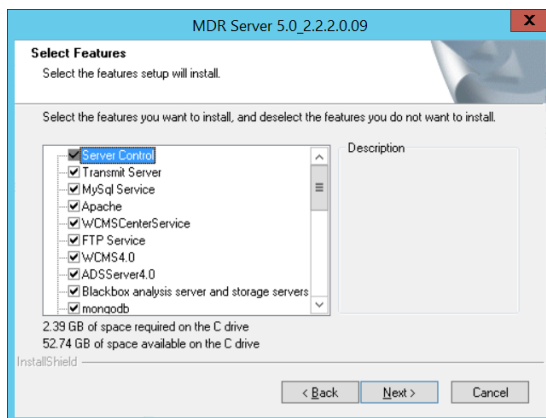 MDR Server 5.0_2.2.2.0.09
x
Select Features
Select the features setup will install.
Select the features you want to install, and deselect the features you do not want to install.
Server Control
Transmit Server
MySql Service
Apache
WCMSCenterService
FTP Service
WCMS4.0
ADSServer4.0
Blackbox analysis server and storage servers
mongodb
Description
2.39 GB of space required on the C drive
52.74 GB of space available on the C drive
InstallShield
< Back
Next >
Cancel